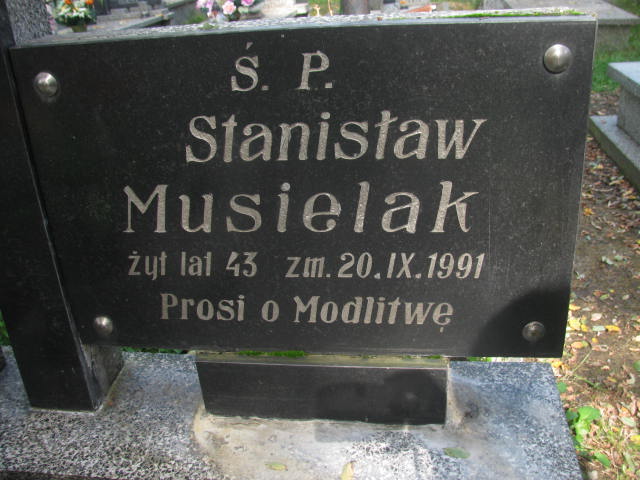 Ś. P.
Stanisław
Musielak
żył lat 43 zm. 20.IX.1991
Prosi o Modlitwę